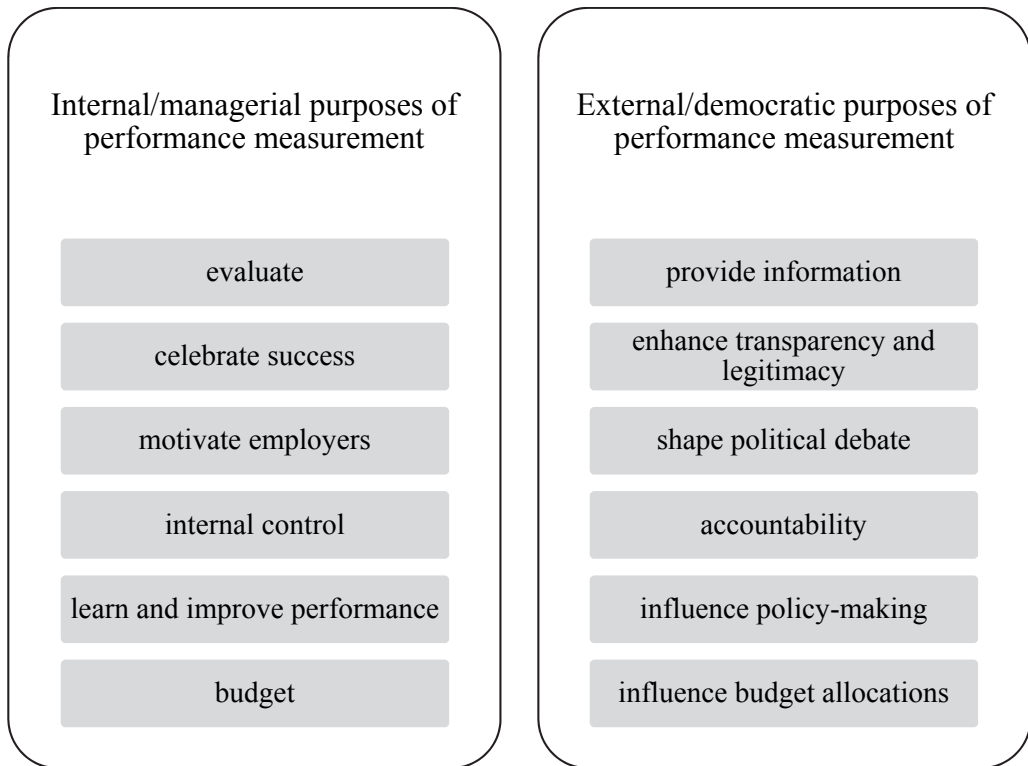 Internal/managerial purposes of
performance measurement
evaluate
celebrate success
motivate employers
internal control
learn and improve performance
budget
External/democratic purposes of
performance measurement
provide information
enhance transparency and
legitimacy
shape political debate
accountability
influence policy-making
influence budget allocations